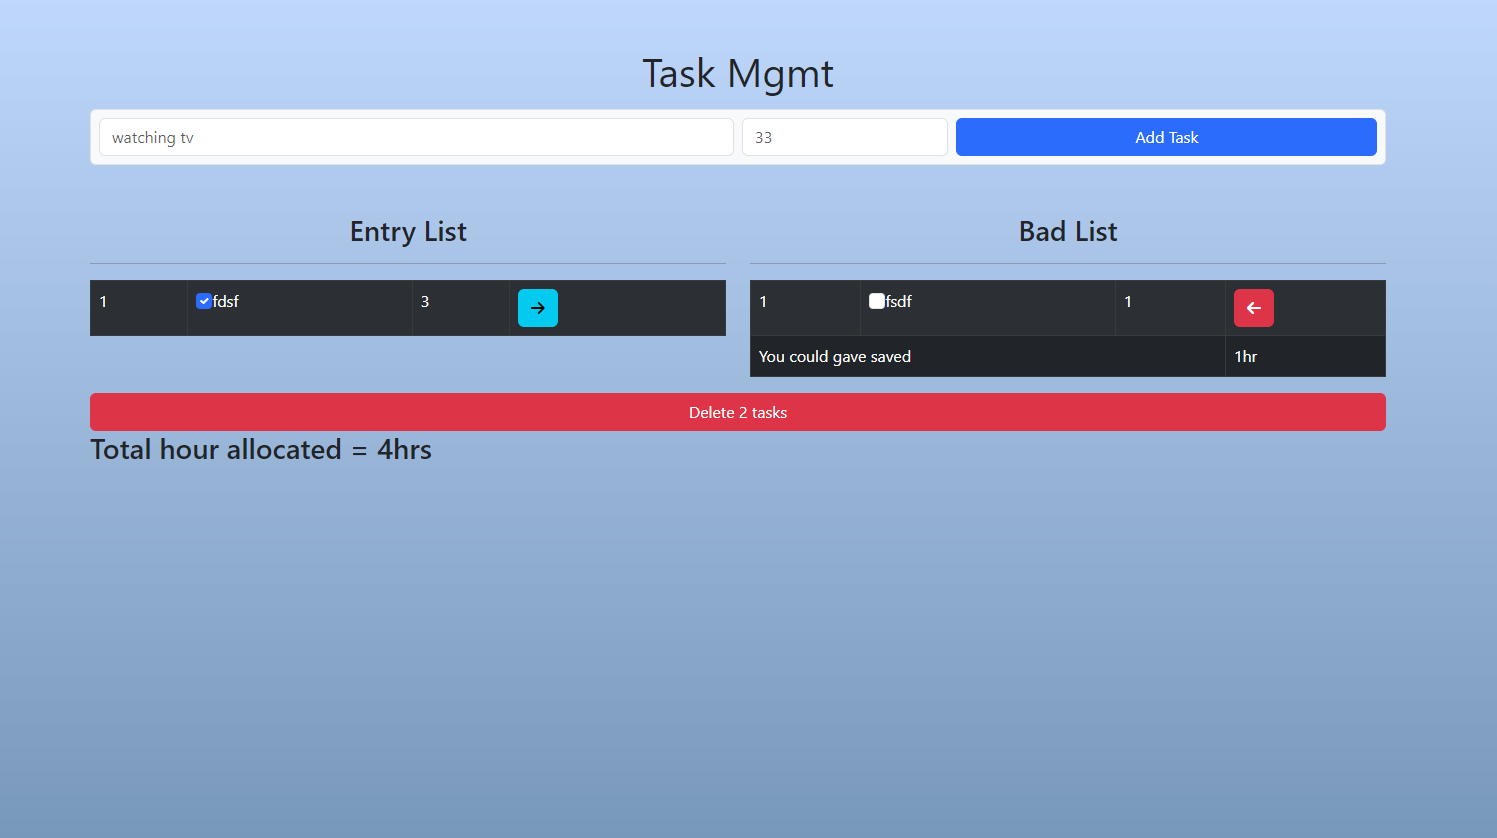 Task Mgmt
watching tv 33 Add Task
Entry List
1 fdsf 3
Bad List
1 fsdf 1
You could gave saved 1hr
Delete 2 tasks
Total hour allocated = 4hrs